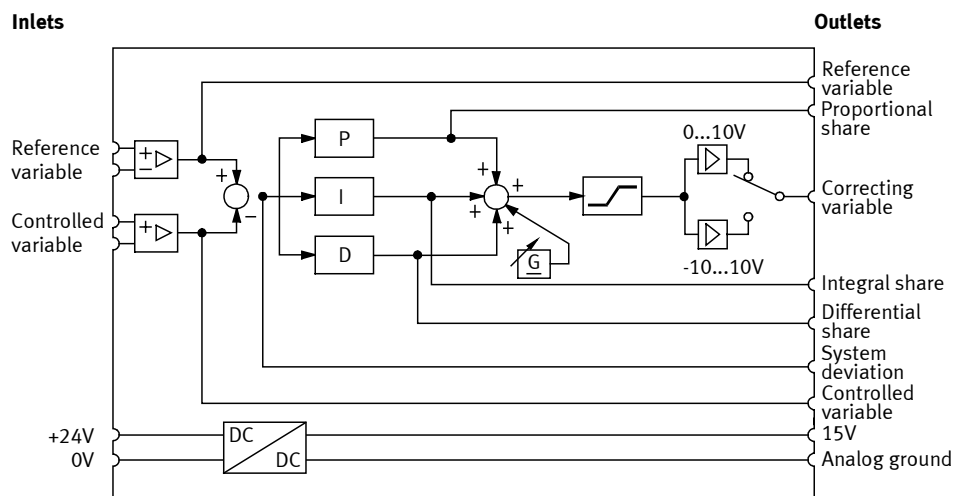 Inlets
Outlets
Reference
variable
Proportional
share
0...10V
P
Reference
variable
+
−
+
+
+
I
Correcting
variable
−
+
Controlled
variable
+
+
D
G
-10...10V
Integral share
Differential
share
System
deviation
Controlled
variable
+24V
DC
15V
0V
DC
Analog ground